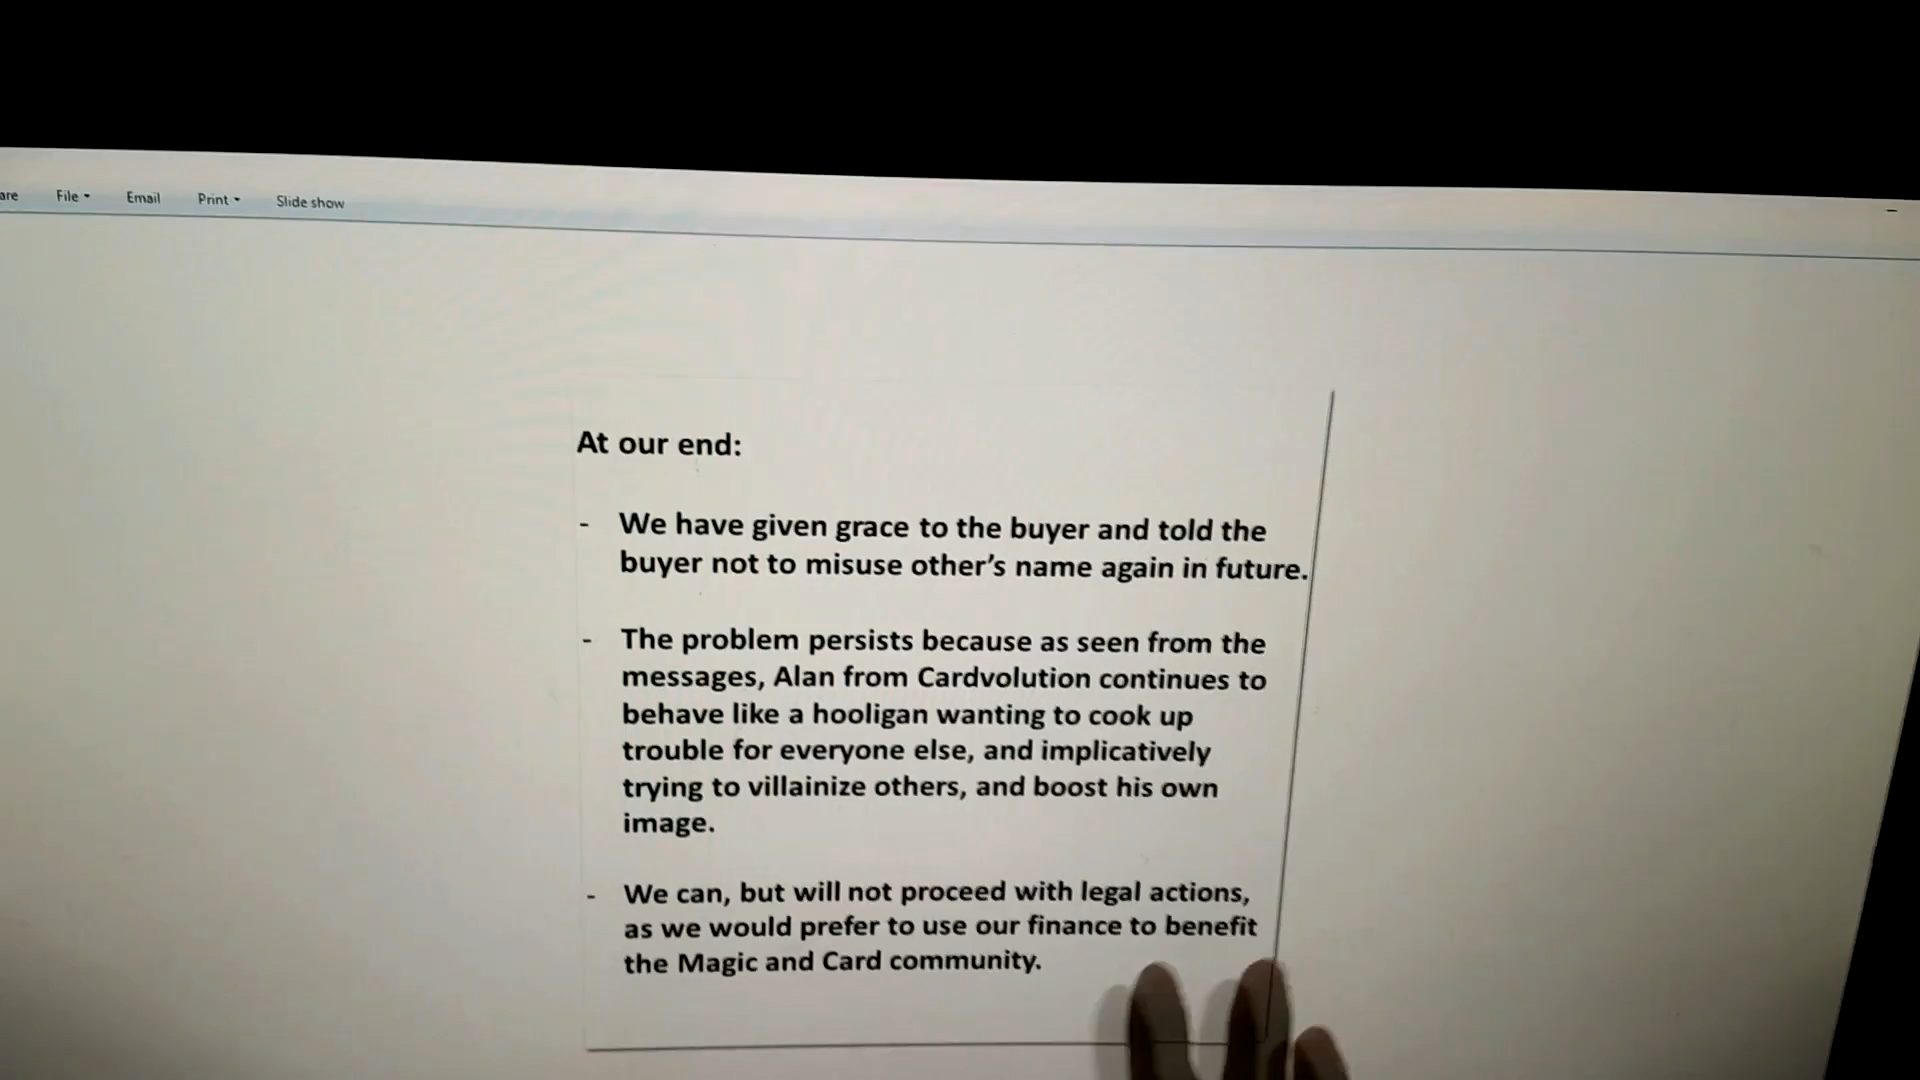 are File Email Print Slide show
At our end:
- We have given grace to the buyer and told the
buyer not to misuse other's name again in future.
- The problem persists because as seen from the
messages, Alan from Cardvolution continues to
behave like a hooligan wanting to cook up
trouble for everyone else, and implicatively
trying to villainize others, and boost his own
image.
- We can, but will not proceed with legal actions,
as we would prefer to use our finance to benefit
the Magic and Card community.